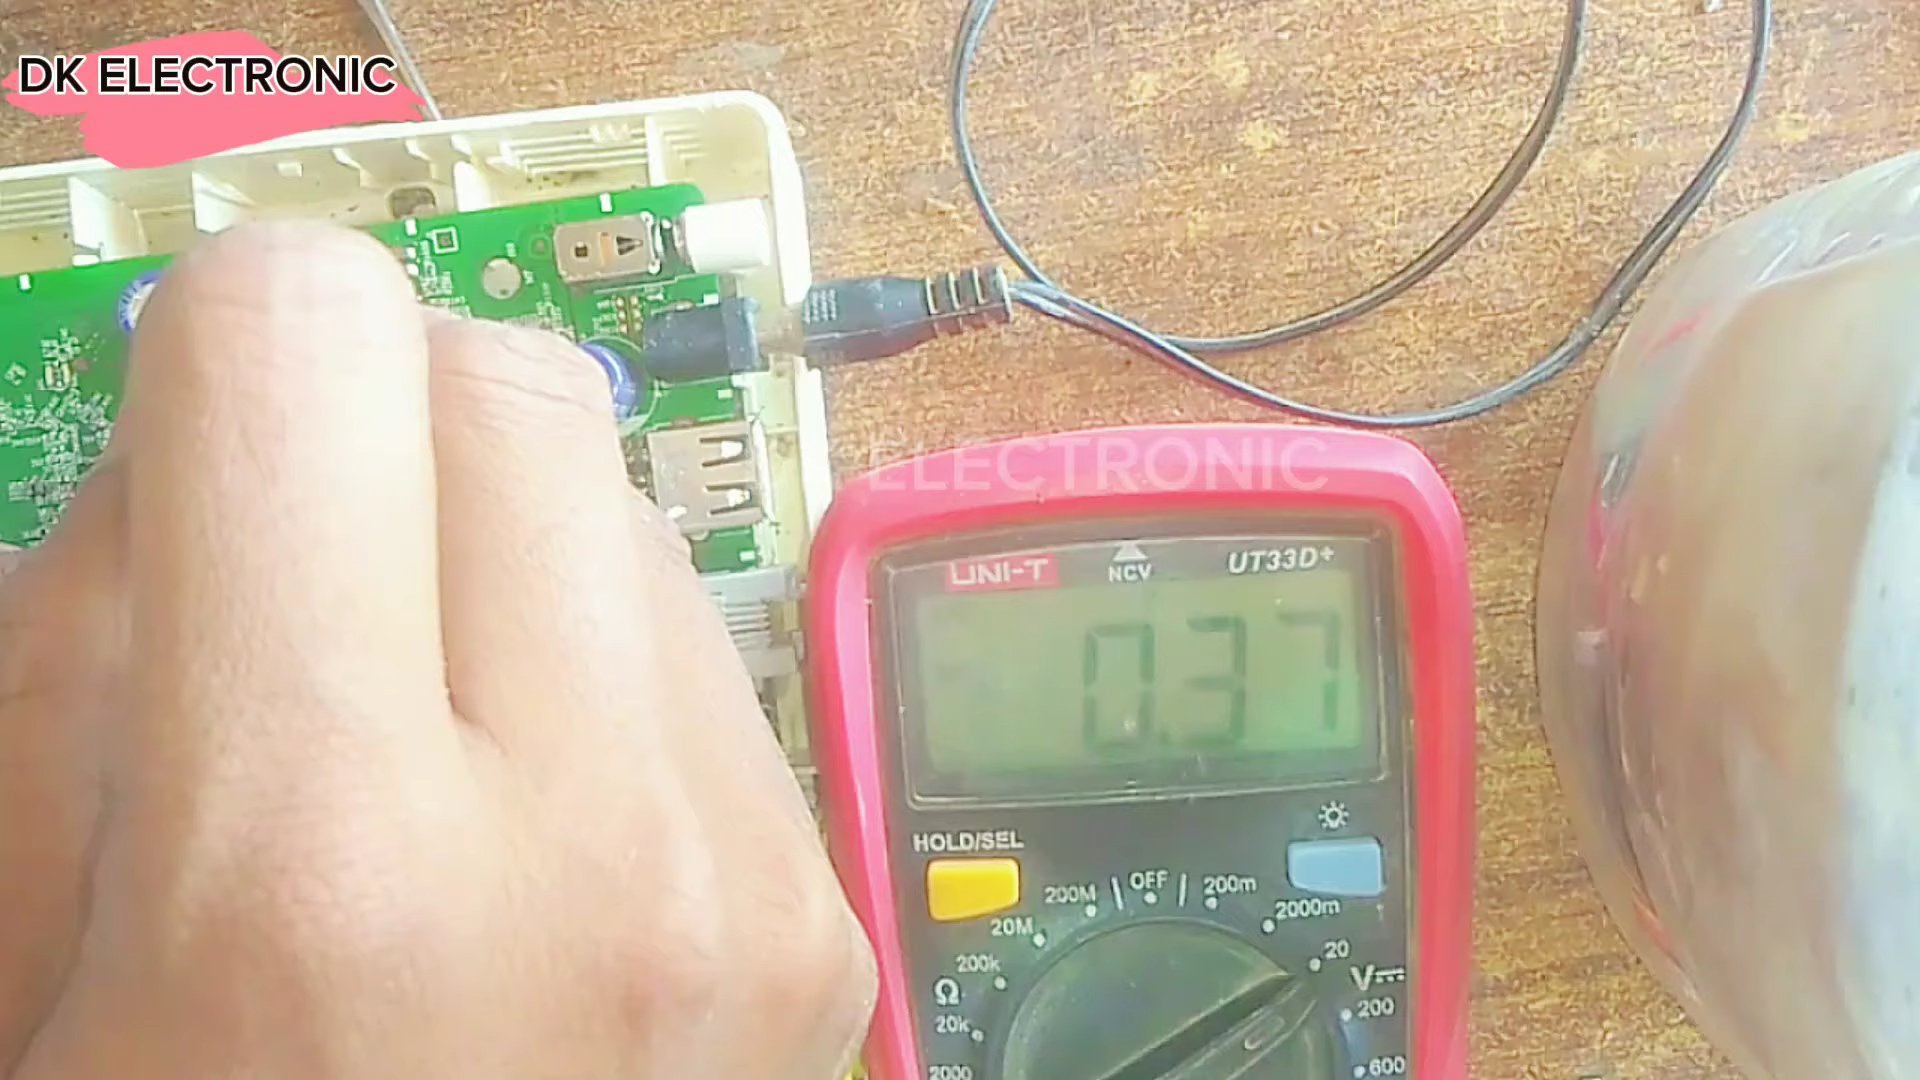 DK ELECTRONIC
ELECTRONIC
UNI-T
NCV
UT33D+
0.37
HOLD/SEL
OFF
200M
200m
20M
2000m
200k
20
Ω
V
20k
200
2000
600